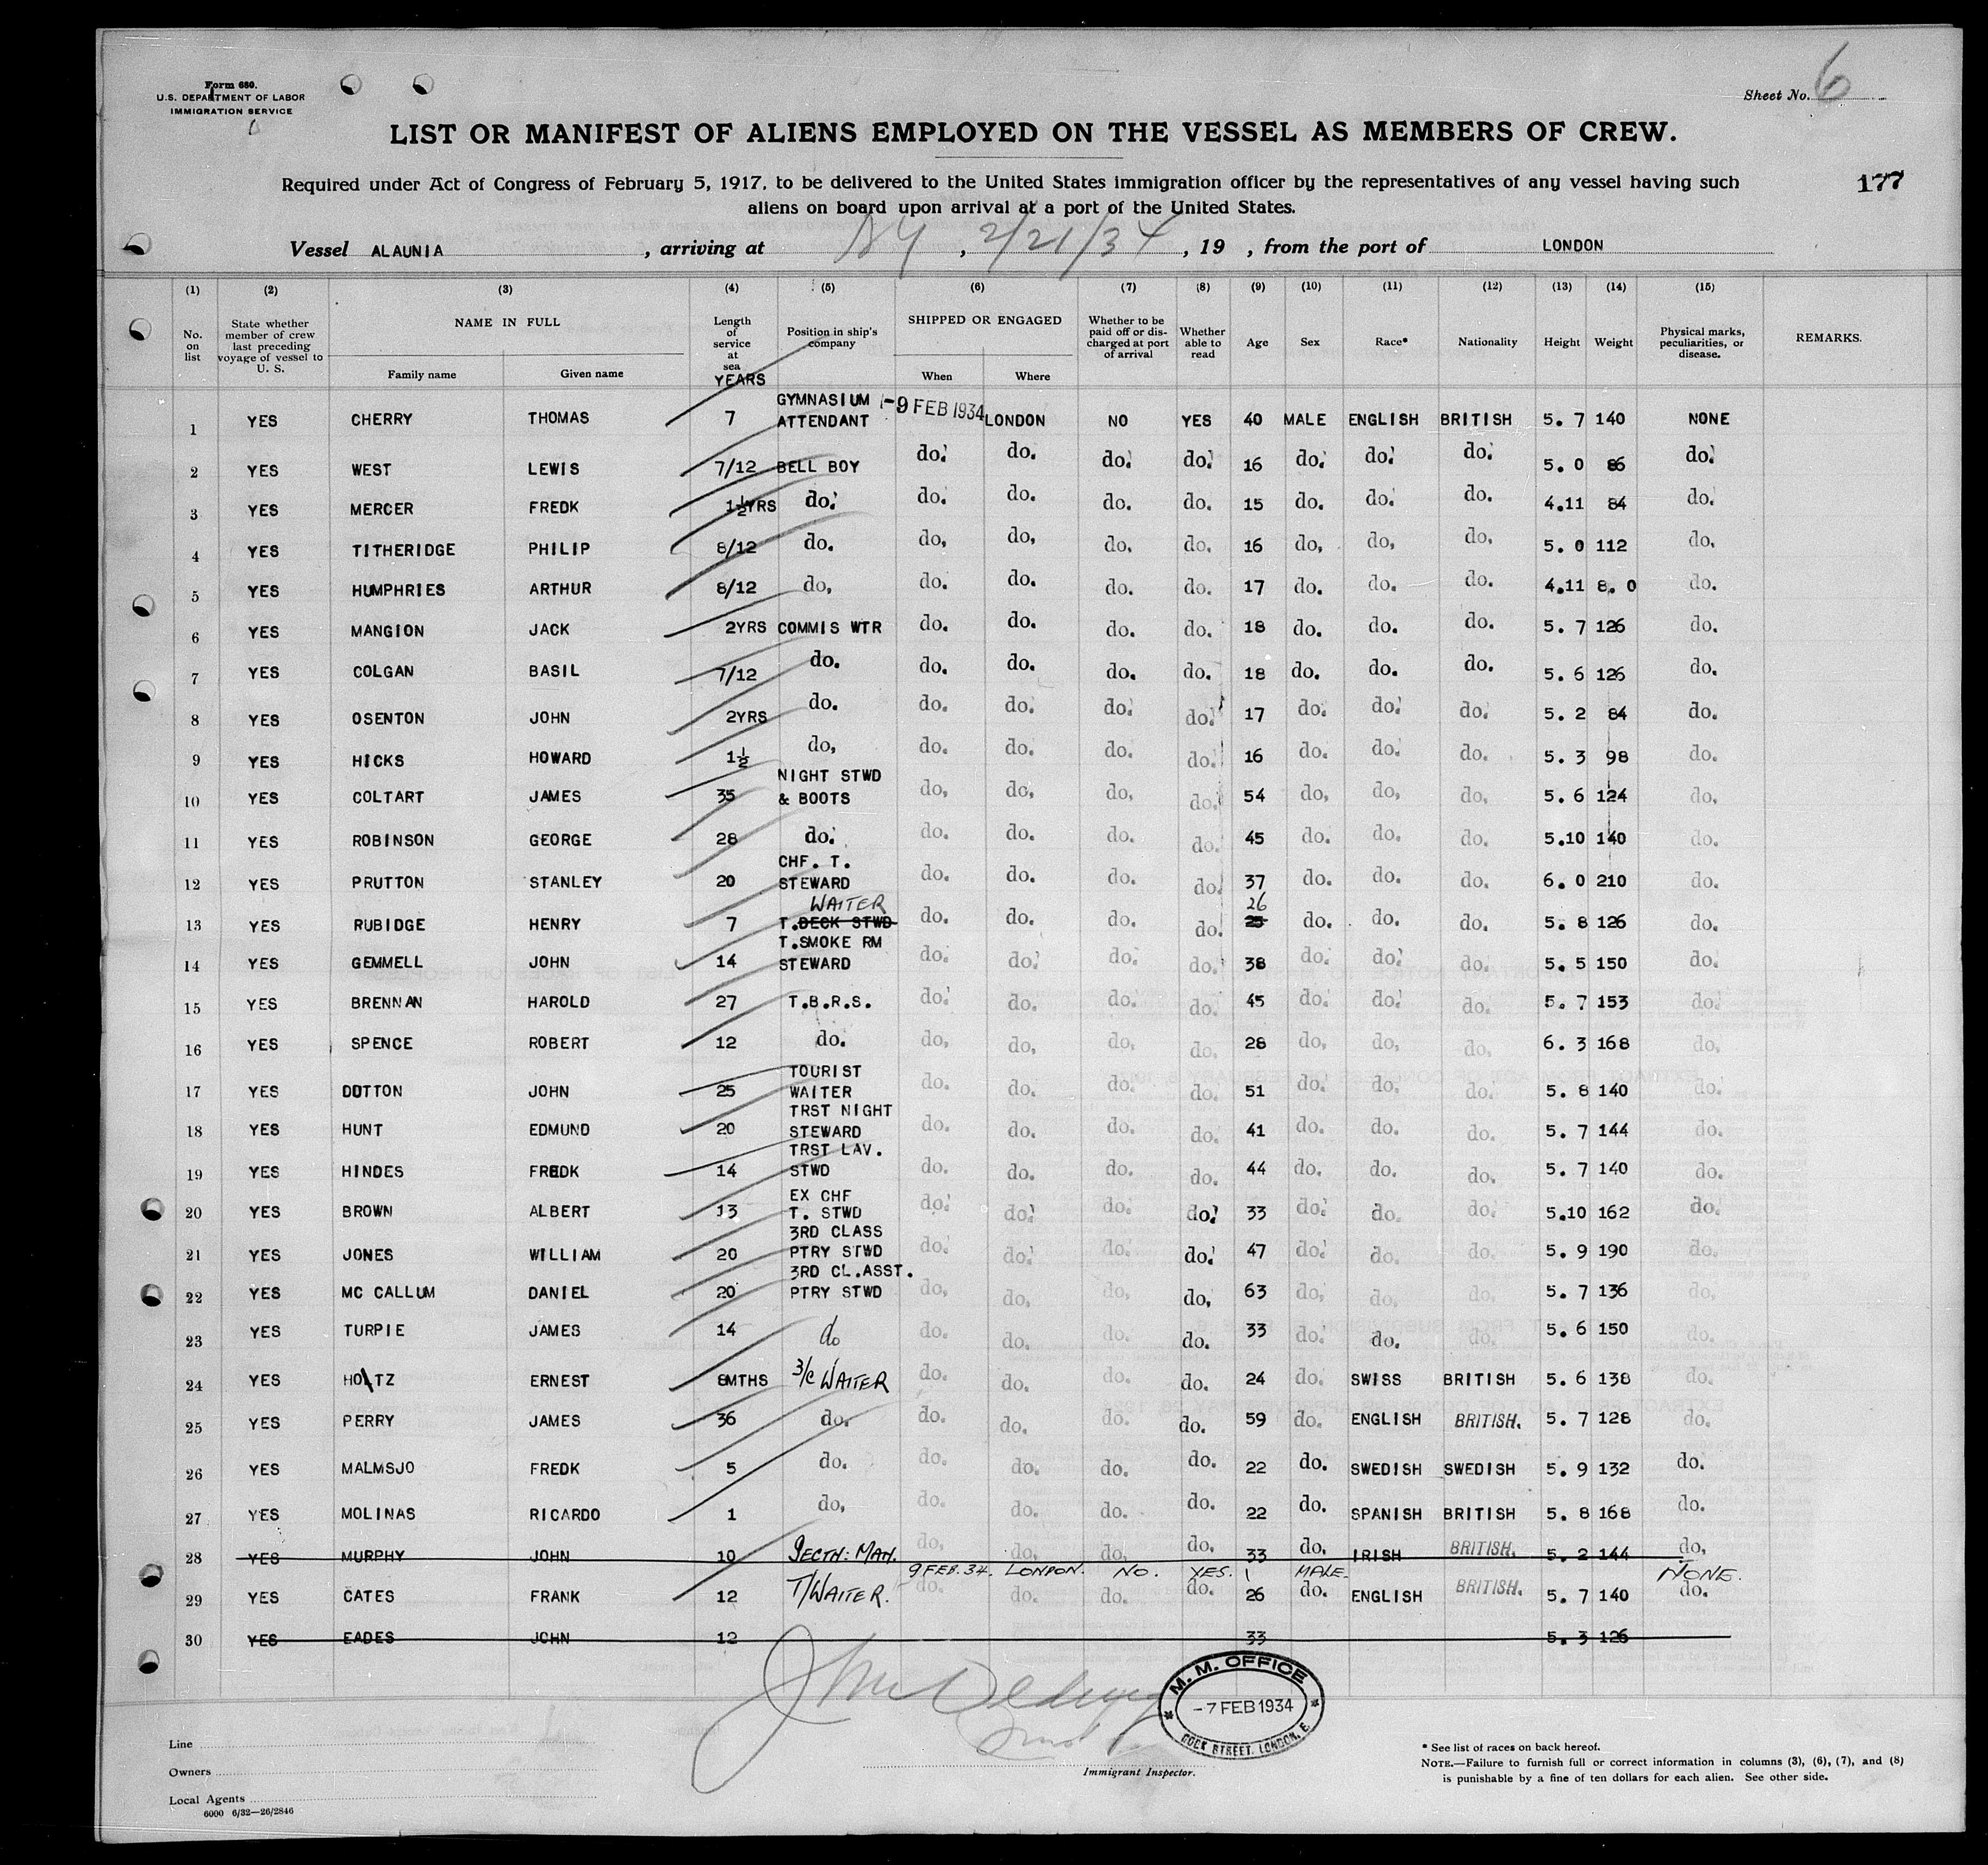 Form 680.
U.S. DEPARTMENT OF LABOR
IMMIGRATION SERVICE
Sheet No. 6
LIST OR MANIFEST OF ALIENS EMPLOYED ON THE VESSEL AS MEMBERS OF CREW.
Required under Act of Congress of February 5, 1917, to be delivered to the United States immigration officer by the representatives of any vessel having such
aliens on board upon arrival at a port of the United States.
177
Vessel ALAUNIA, arriving at NY, 2/21/34, 19 , from the port of LONDON
(1) (2) (3) (4) (5) (6) (7) (8) (9) (10) (11) (12) (13) (14) (15)
No. on list State whether member of crew last preceding voyage of vessel to U. S. NAME IN FULL Family name Given name Length of service at sea YEARS Position in ship's company SHIPPED OR ENGAGED When Where Whether to be paid off or discharged at port of arrival Whether able to read Age Sex Race* Nationality Height Weight Physical marks, peculiarities, or disease. REMARKS.
1 YES CHERRY THOMAS 7 GYMNASIUM ATTENDANT -9 FEB 1934 LONDON NO YES 40 MALE ENGLISH BRITISH 5. 7 140 NONE
2 YES WEST LEWIS 7/12 BELL BOY do. do. do. do. 16 do. do. do. 5. 0 86 do.
3 YES MERCER FREDK 1½YRS do. do. do. do. do. 15 do. do. do. 4.11 84 do.
4 YES TITHERIDGE PHILIP 8/12 do. do. do. do. do. 16 do. do. do. 5. 0 112 do.
5 YES HUMPHRIES ARTHUR 8/12 do. do. do. do. do. 17 do. do. do. 4.11 8. 0 do.
6 YES MANGION JACK 2YRS COMMIS WTR do. do. do. do. 18 do. do. do. 5. 7 126 do.
7 YES COLGAN BASIL 7/12 do. do. do. do. do. 18 do. do. do. 5. 6 126 do.
8 YES OSENTON JOHN 2YRS do. do. do. do. do. 17 do. do. do. 5. 2 84 do.
9 YES HICKS HOWARD 1½ do. do. do. do. do. 16 do. do. do. 5. 3 98 do.
10 YES COLTART JAMES 35 NIGHT STWD & BOOTS do. do. do. do. 54 do. do. do. 5. 6 124 do.
11 YES ROBINSON GEORGE 28 do. do. do. do. do. 45 do. do. do. 5.10 140 do.
12 YES PRUTTON STANLEY 20 CHF. T. STEWARD do. do. do. do. 37 do. do. do. 6. 0 210 do.
13 YES RUBIDGE HENRY 7 T. DECK STWD WAITER do. do. do. do. 25 26 do. do. do. 5. 8 126 do.
14 YES GEMMELL JOHN 14 T.SMOKE RM STEWARD do. do. do. do. 38 do. do. do. 5. 5 150 do.
15 YES BRENNAN HAROLD 27 T.B.R.S. do. do. do. do. 45 do. do. do. 5. 7 153 do.
16 YES SPENCE ROBERT 12 do. do. do. do. do. 28 do. do. do. 6. 3 168 do.
17 YES DOTTON JOHN 25 TOURIST WAITER do. do. do. do. 51 do. do. do. 5. 8 140 do.
18 YES HUNT EDMUND 20 TRST NIGHT STEWARD do. do. do. do. 41 do. do. do. 5. 7 144 do.
19 YES HINDES FREDK 14 TRST LAV. STWD do. do. do. do. 44 do. do. do. 5. 7 140 do.
20 YES BROWN ALBERT 13 EX CHF T. STWD do. do. do. do. 33 do. do. do. 5.10 162 do.
21 YES JONES WILLIAM 20 3RD CLASS PTRY STWD do. do. do. do. 47 do. do. do. 5. 9 190 do.
22 YES MC CALLUM DANIEL 20 3RD CL.ASST. PTRY STWD do. do. do. do. 63 do. do. do. 5. 7 136 do.
23 YES TURPIE JAMES 14 do do. do. do. do. 33 do. do. do. 5. 6 150 do.
24 YES HOLTZ ERNEST 8MTHS 3/C WAITER do. do. do. do. 24 do. SWISS BRITISH 5. 6 138 do.
25 YES PERRY JAMES 36 do. do. do. do. do. 59 do. ENGLISH BRITISH. 5. 7 128 do.
26 YES MALMSJO FREDK 5 do. do. do. do. do. 22 do. SWEDISH SWEDISH 5. 9 132 do.
27 YES MOLINAS RICARDO 1 do. do. do. do. do. 22 do. SPANISH BRITISH 5. 8 168 do.
28 YES MURPHY JOHN 10 SECTN: MAN. do. do. do. do. 33 do. IRISH BRITISH. 5. 2 144 do.
9 FEB. 34. LONDON. NO. YES. MALE. NONE.
29 YES CATES FRANK 12 T/WAITER. do. do. do. do. 26 do. ENGLISH BRITISH. 5. 7 140 do.
30 YES EADES JOHN 12 33 5. 3 126
M. M. OFFICE
-7 FEB 1934
DOCK STREET, LONDON, E.
Line
Owners
Local Agents
6000 6/32—26/2846
Immigrant Inspector.
* See list of races on back hereof.
NOTE.—Failure to furnish full or correct information in columns (3), (6), (7), and (8)
is punishable by a fine of ten dollars for each alien. See other side.